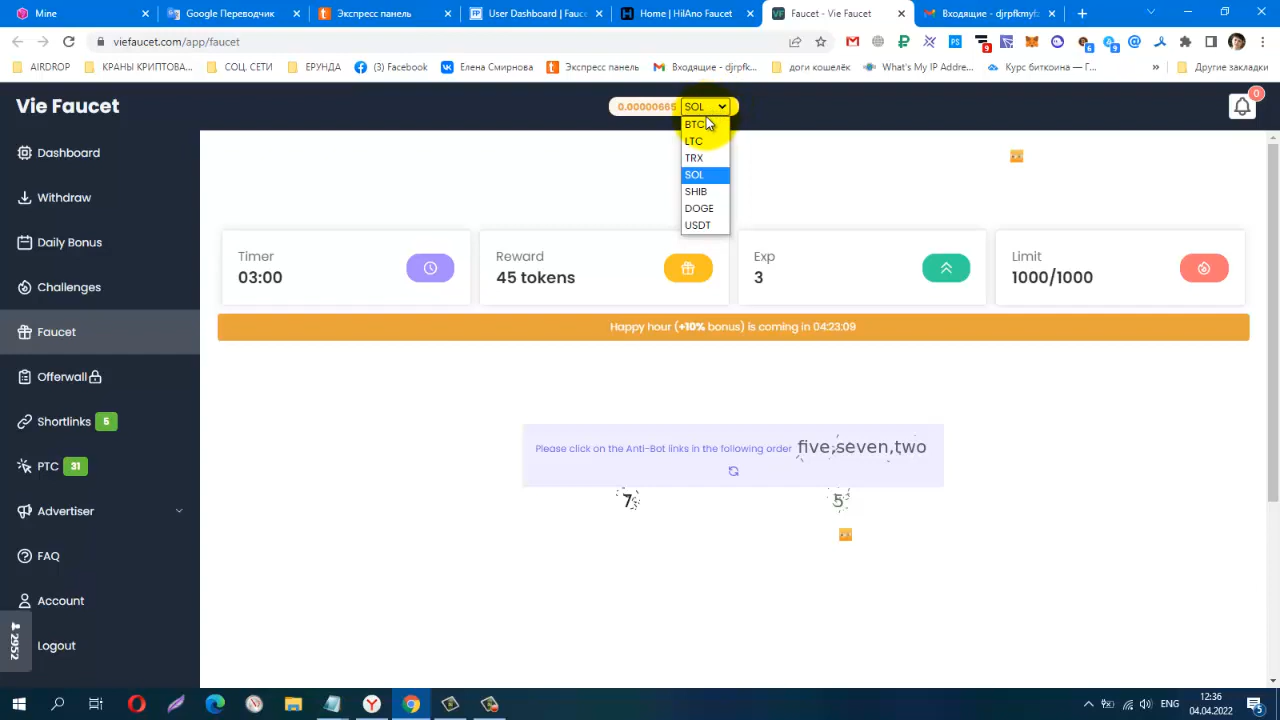 Mine
Google Переводчик
Экспресс панель
User Dashboard | Fauc
Home | HilAno Faucet
Faucet - Vie Faucet
Входящие - djrpfkmyf
viefaucet.com/app/faucet
9
6
9
AIRDROP
КРАНЫ КРИПТОВА...
СОЦ. СЕТИ
ЕРУНДА
(3) Facebook
Елена Смирнова
Экспресс панель
Входящие - djrpfk...
доги кошелёк
What's My IP Addre...
Курс биткоина — Г...
»
Другие закладки
Vie Faucet
0.00000665
SOL
0
BTC
LTC
TRX
SOL
SHIB
DOGE
USDT
Dashboard
Withdraw
Daily Bonus
Challenges
Faucet
Offerwall
Shortlinks 5
PTC 31
Advertiser
FAQ
Account
Logout
2952
Timer
03:00
Reward
45 tokens
Exp
3
Limit
1000/1000
Happy hour (+10% bonus) is coming in 04:23:09
Please click on the Anti-Bot links in the following order five,seven,two
7
5
ENG
12:36
04.04.2022
5